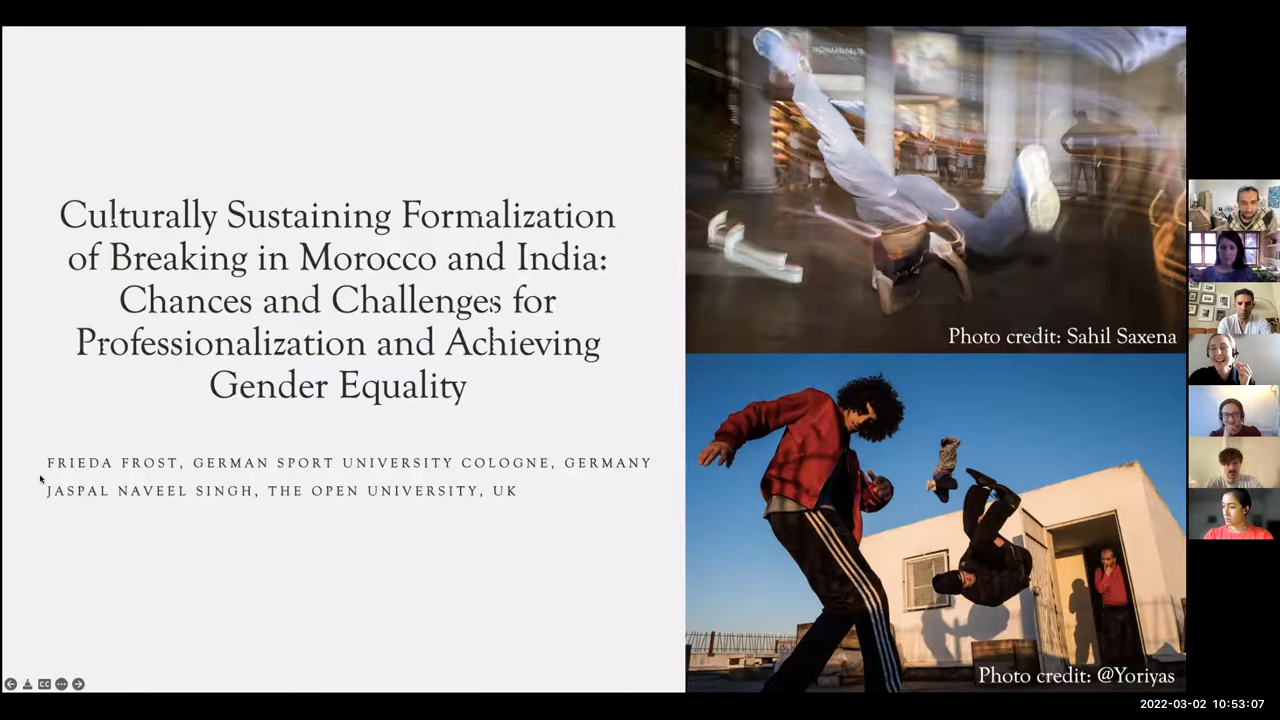 Culturally Sustaining Formalization
of Breaking in Morocco and India:
Chances and Challenges for
Professionalization and Achieving
Gender Equality
FRIEDA FROST, GERMAN SPORT UNIVERSITY COLOGNE, GERMANY
JASPAL NAVEEL SINGH, THE OPEN UNIVERSITY, UK
Photo credit: Sahil Saxena
Photo credit: @Yoriyas
CC
2022-03-02 10:53:07